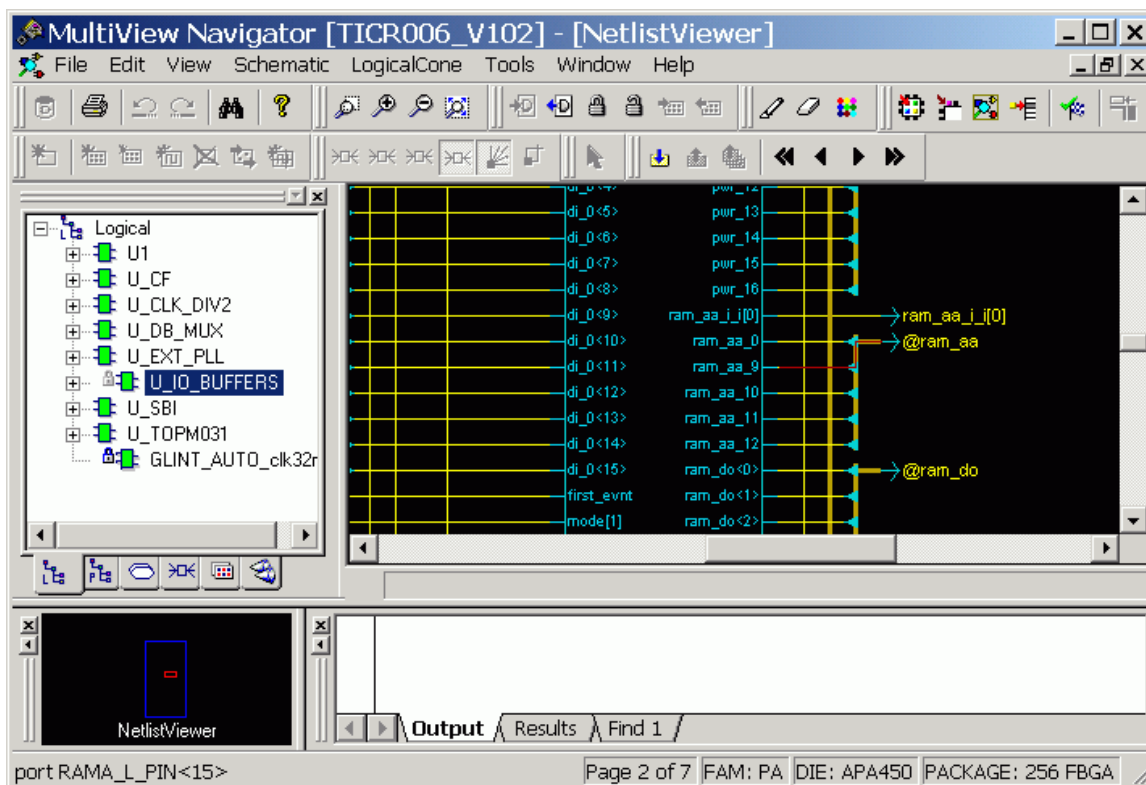 MultiView Navigator [TICR006_V102] - [NetlistViewer]
File Edit View Schematic LogicalCone Tools Window Help
Logical
U1
U_CF
U_CLK_DIV2
U_DB_MUX
U_EXT_PLL
U_IO_BUFFERS
U_SBI
U_TOPM031
GLINT_AUTO_clk32r
di_0<4> pwr_12
di_0<5> pwr_13
di_0<6> pwr_14
di_0<7> pwr_15
di_0<8> pwr_16
di_0<9> ram_aa_i_i[0] ram_aa_i_i[0]
di_0<10> ram_aa_0 @ram_aa
di_0<11> ram_aa_9
di_0<12> ram_aa_10
di_0<13> ram_aa_11
di_0<14> ram_aa_12
di_0<15> ram_do<0> @ram_do
first_evnt ram_do<1>
mode[1] ram_do<2>
NetlistViewer
Output Results Find 1
port RAMA_L_PIN<15> Page 2 of 7 FAM: PA DIE: APA450 PACKAGE: 256 FBGA